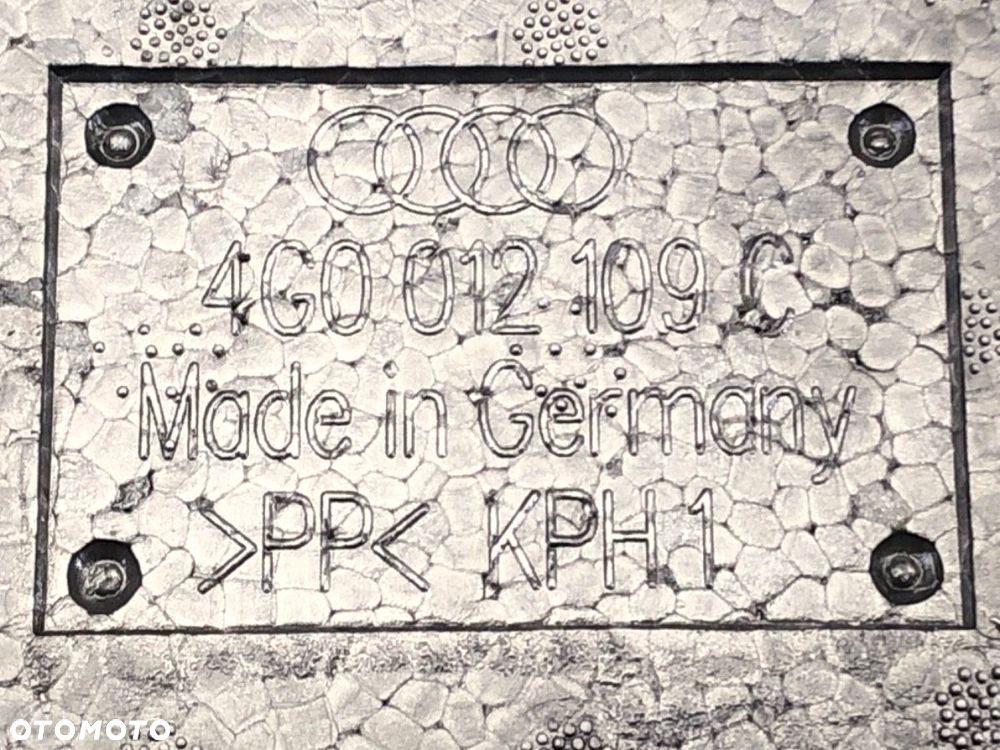 4G0 012 109 C
Made in Germany
>PP< KPH1
OTOMOTO